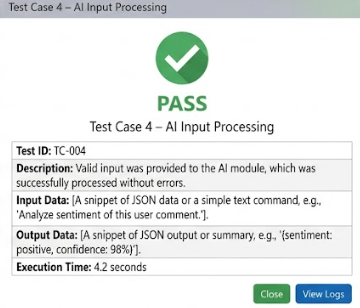 Test Case 4 – AI Input Processing
PASS
Test Case 4 – AI Input Processing
Test ID: TC-004
Description: Valid input was provided to the AI module, which was
successfully processed without errors.
Input Data: [A snippet of JSON data or a simple text command, e.g.,
'Analyze sentiment of this user comment.'].
Output Data: [A snippet of JSON output or summary, e.g., '{sentiment:
positive, confidence: 98%}'].
Execution Time: 4.2 seconds
Close View Logs